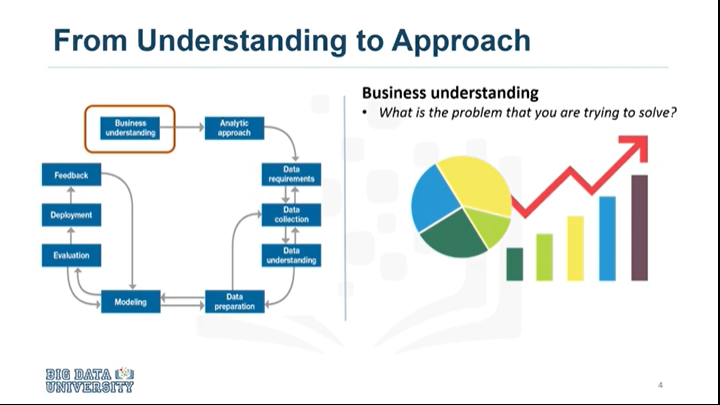 From Understanding to Approach
Business
understanding
Analytic
approach
Data
requirements
Data
collection
Data
understanding
Data
preparation
Modeling
Evaluation
Deployment
Feedback
Business understanding
• What is the problem that you are trying to solve?
BIG DATA
UNIVERSITY
4